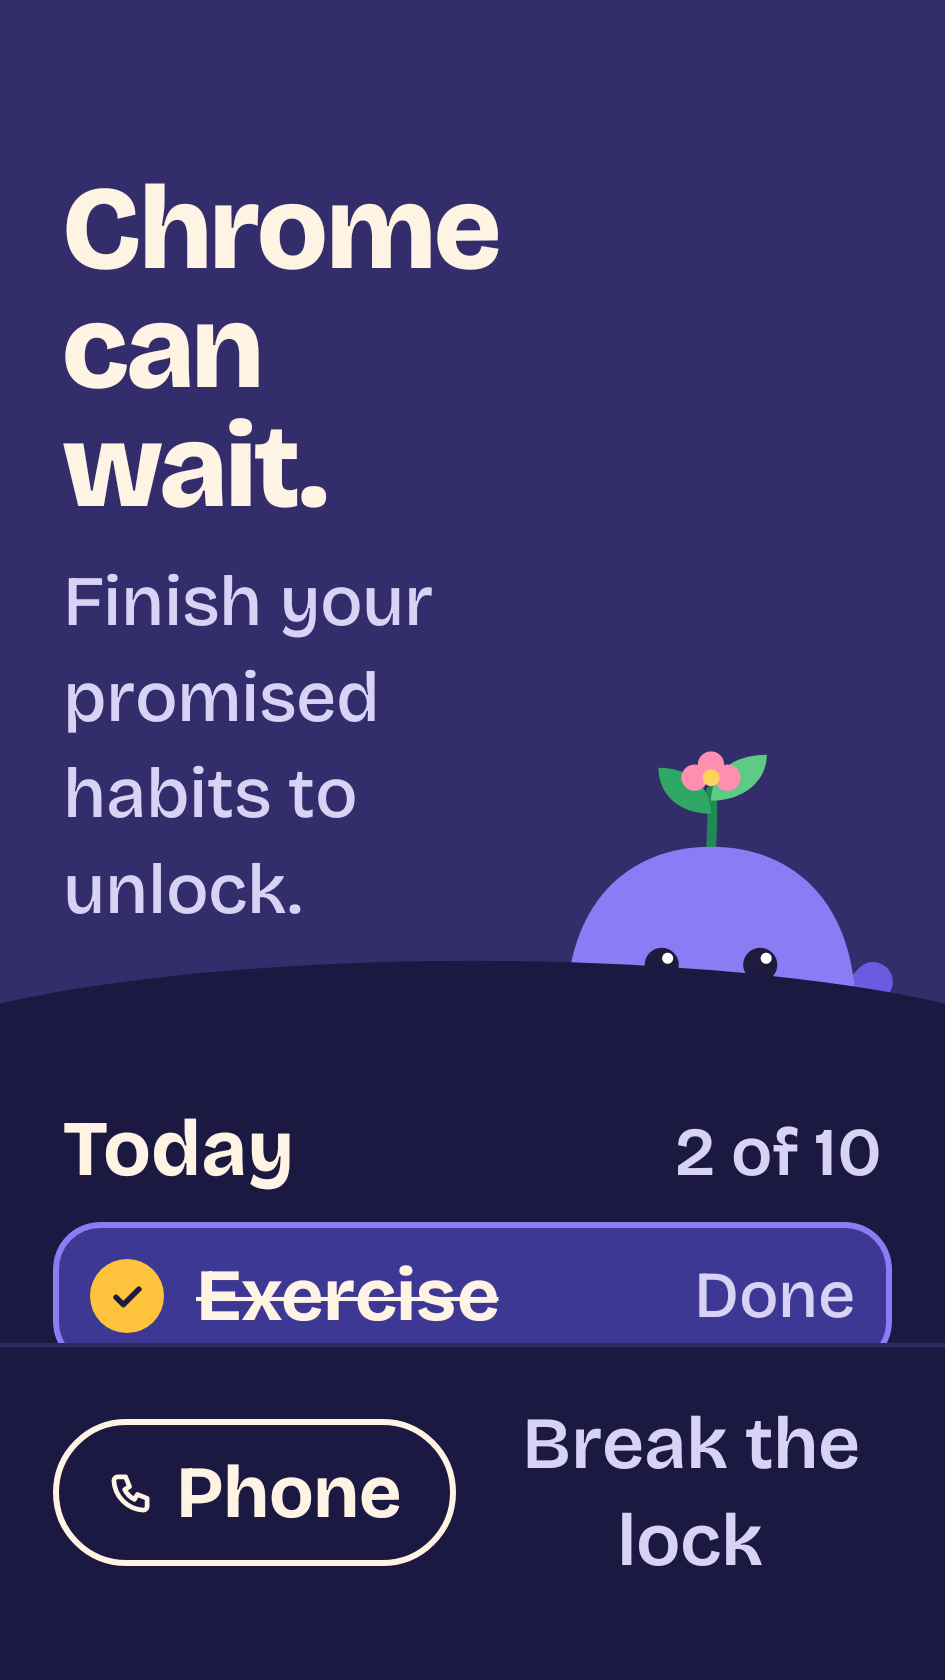 Chrome
can
wait.
Finish your
promised
habits to
unlock.
Today
2 of 10
Exercise
Done
Phone
Break the
lock